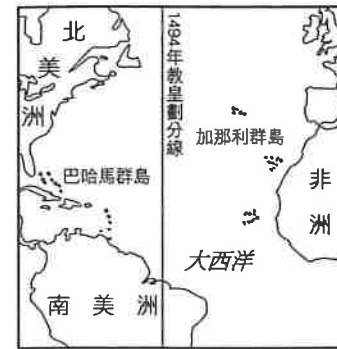 北
美
洲
1494年教皇劃分線
巴哈馬群島
加那利群島
非
洲
大西洋
南美洲